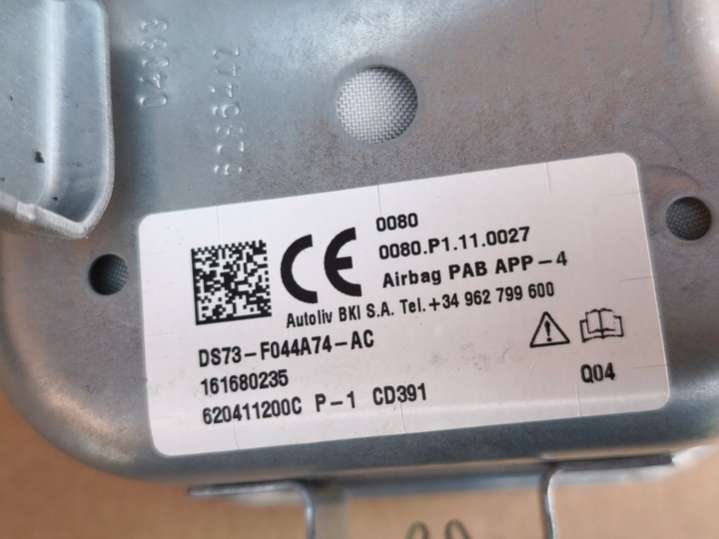 0080
0080.P1.11.0027
Airbag PAB APP-4
Autoliv BKI S.A. Tel.+34 962 799 600
DS73-F044A74-AC
161680235
620411200C P-1 CD391
Q04